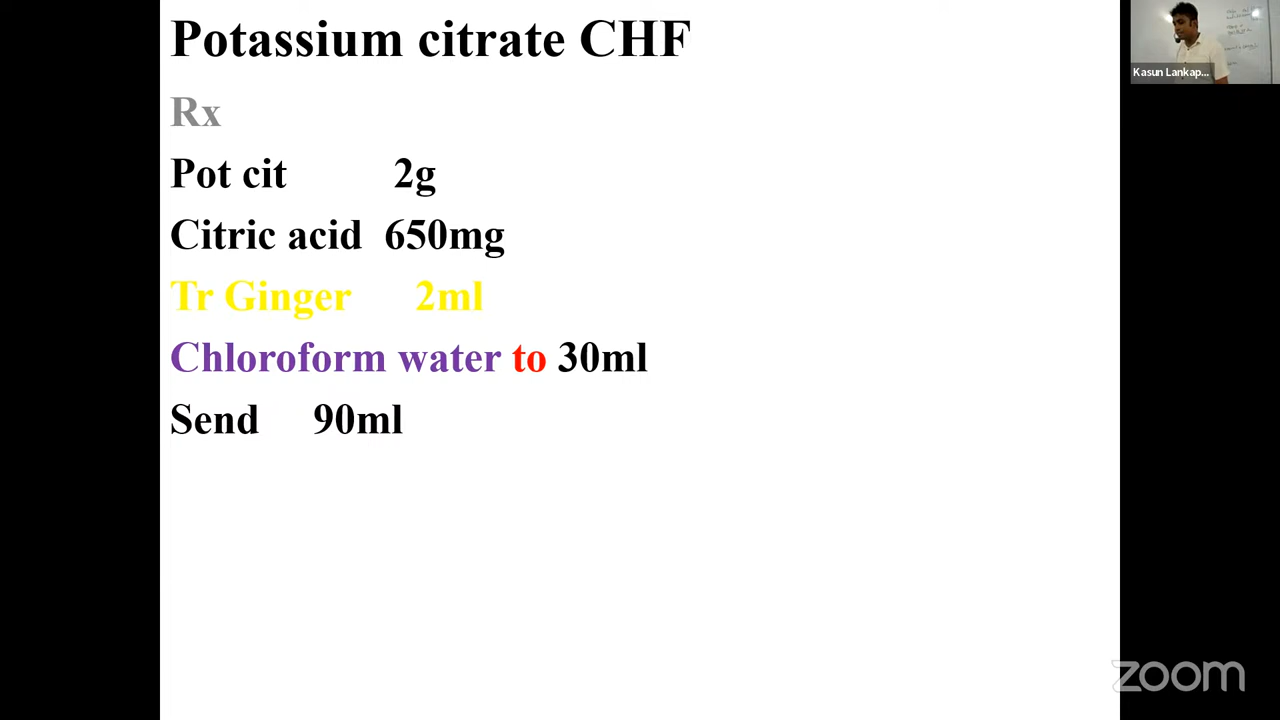 Potassium citrate CHF
Rx
Pot cit 2g
Citric acid 650mg
Tr Ginger 2ml
Chloroform water to 30ml
Send 90ml
Kasun Lankap...
zoom